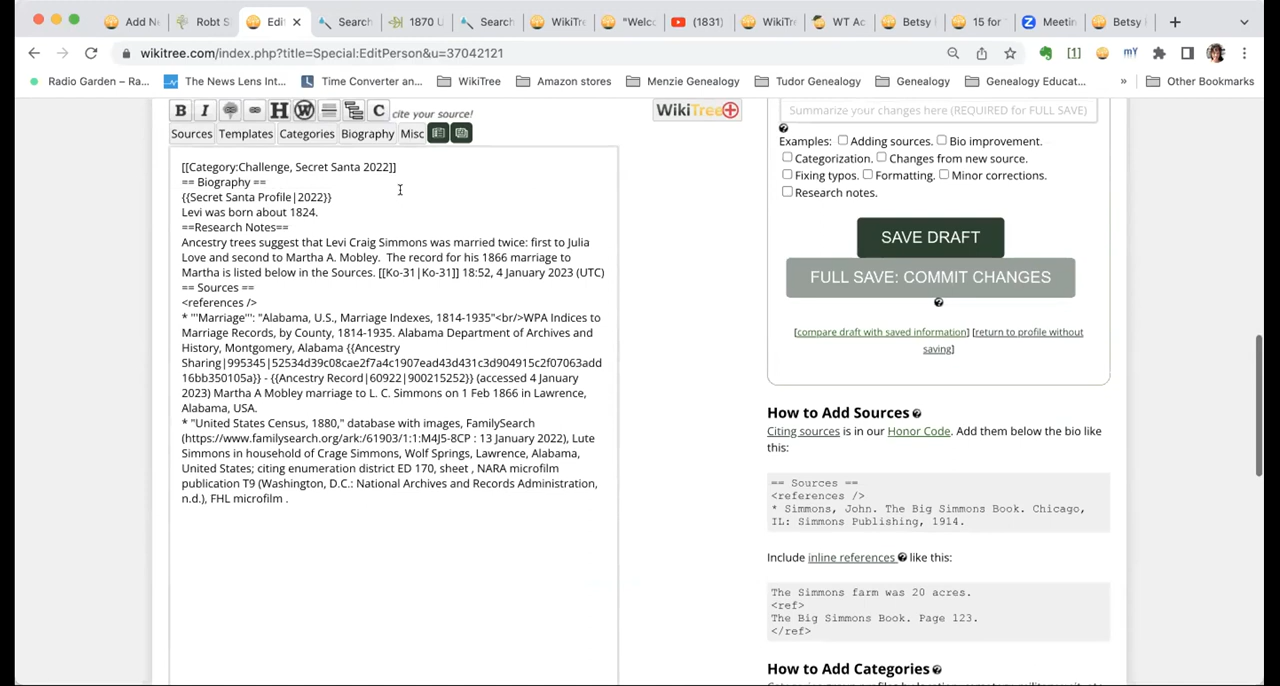 Add Ne
Robt S
Edi
Search
1870 U
Search
WikiTre
"Welco
(1831)
WikiTr
WT Ac
Betsy
15 for
Meetin
Betsy
wikitree.com/index.php?title=Special:EditPerson&u=37042121
Radio Garden – Ra...
The News Lens Int...
Time Converter an...
WikiTree
Amazon stores
Menzie Genealogy
Tudor Genealogy
Genealogy
Genealogy Educat...
»
Other Bookmarks
B I H W C cite your source!
WikiTree
Sources Templates Categories Biography Misc
[[Category:Challenge, Secret Santa 2022]]
== Biography ==
{{Secret Santa Profile|2022}}
Levi was born about 1824.
==Research Notes==
Ancestry trees suggest that Levi Craig Simmons was married twice: first to Julia
Love and second to Martha A. Mobley.  The record for his 1866 marriage to
Martha is listed below in the Sources. [[Ko-31|Ko-31]] 18:52, 4 January 2023 (UTC)
== Sources ==
<references />
* '''Marriage''': "Alabama, U.S., Marriage Indexes, 1814-1935"<br/>WPA Indices to
Marriage Records, by County, 1814-1935. Alabama Department of Archives and
History, Montgomery, Alabama {{Ancestry
Sharing|995345|52534d39c08cae2f7a4c1907ead43d431c3d904915c2f07063add
16bb350105a}} - {{Ancestry Record|60922|900215252}} (accessed 4 January
2023) Martha A Mobley marriage to L. C. Simmons on 1 Feb 1866 in Lawrence,
Alabama, USA.
* "United States Census, 1880," database with images, FamilySearch
(https://www.familysearch.org/ark:/61903/1:1:M4J5-8CP : 13 January 2022), Lute
Simmons in household of Crage Simmons, Wolf Springs, Lawrence, Alabama,
United States; citing enumeration district ED 170, sheet , NARA microfilm
publication T9 (Washington, D.C.: National Archives and Records Administration,
n.d.), FHL microfilm .
Summarize your changes here (REQUIRED for FULL SAVE)
Examples: Adding sources. Bio improvement.
Categorization. Changes from new source.
Fixing typos. Formatting. Minor corrections.
Research notes.
SAVE DRAFT
FULL SAVE: COMMIT CHANGES
[compare draft with saved information] [return to profile without
saving]
How to Add Sources
Citing sources is in our Honor Code. Add them below the bio like
this:
== Sources ==
<references />
* Simmons, John. The Big Simmons Book. Chicago,
IL: Simmons Publishing, 1914.
Include inline references like this:
The Simmons farm was 20 acres.
<ref>
The Big Simmons Book. Page 123.
</ref>
How to Add Categories